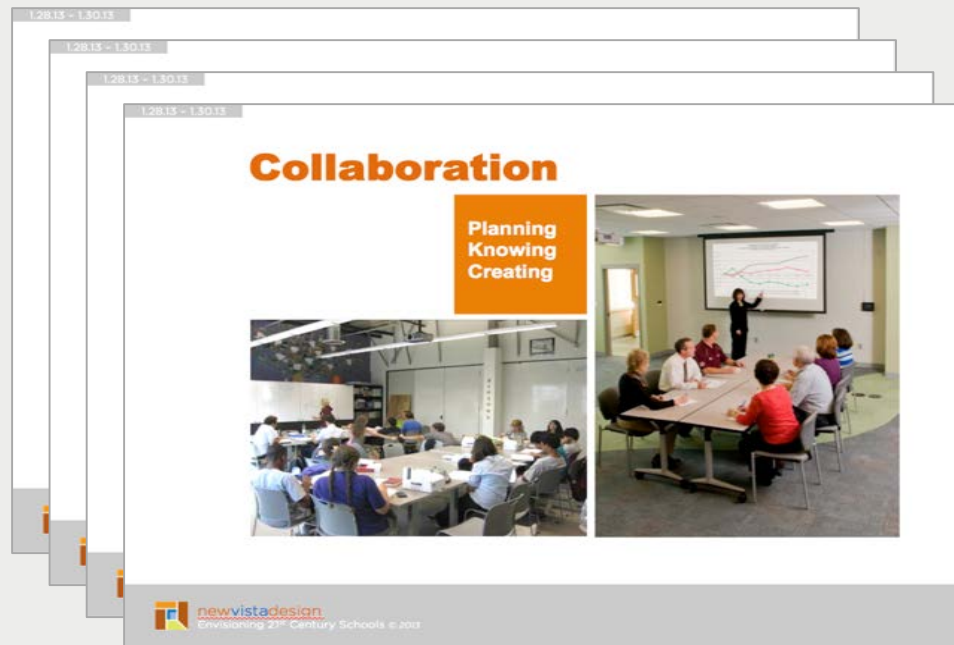 1.28.13 – 1.30.13
1.28.13 – 1.30.13
1.28.13 – 1.30.13
1.28.13 – 1.30.13
Collaboration
Planning
Knowing
Creating
newvistadesign
Envisioning 21st Century Schools © 2013